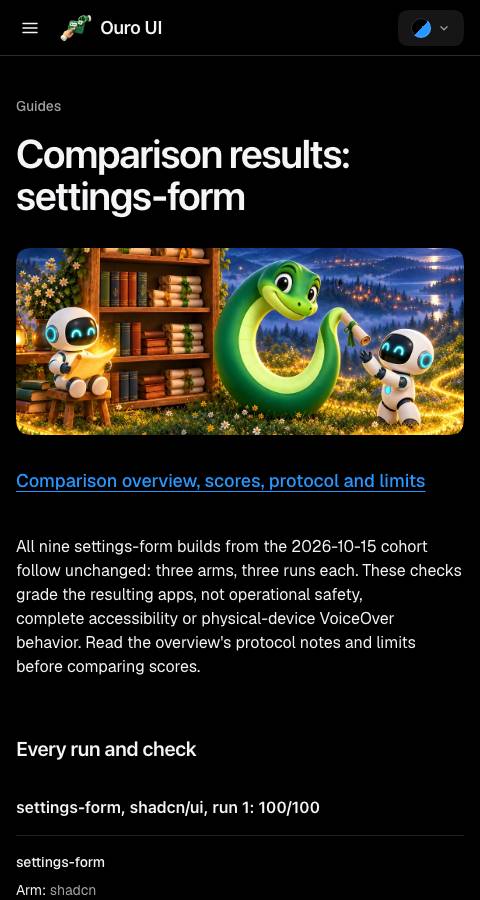 Ouro UI
Guides
Comparison results:
settings-form
Comparison overview, scores, protocol and limits
All nine settings-form builds from the 2026-10-15 cohort
follow unchanged: three arms, three runs each. These checks
grade the resulting apps, not operational safety,
complete accessibility or physical-device VoiceOver
behavior. Read the overview's protocol notes and limits
before comparing scores.
Every run and check
settings-form, shadcn/ui, run 1: 100/100
settings-form
Arm: shadcn